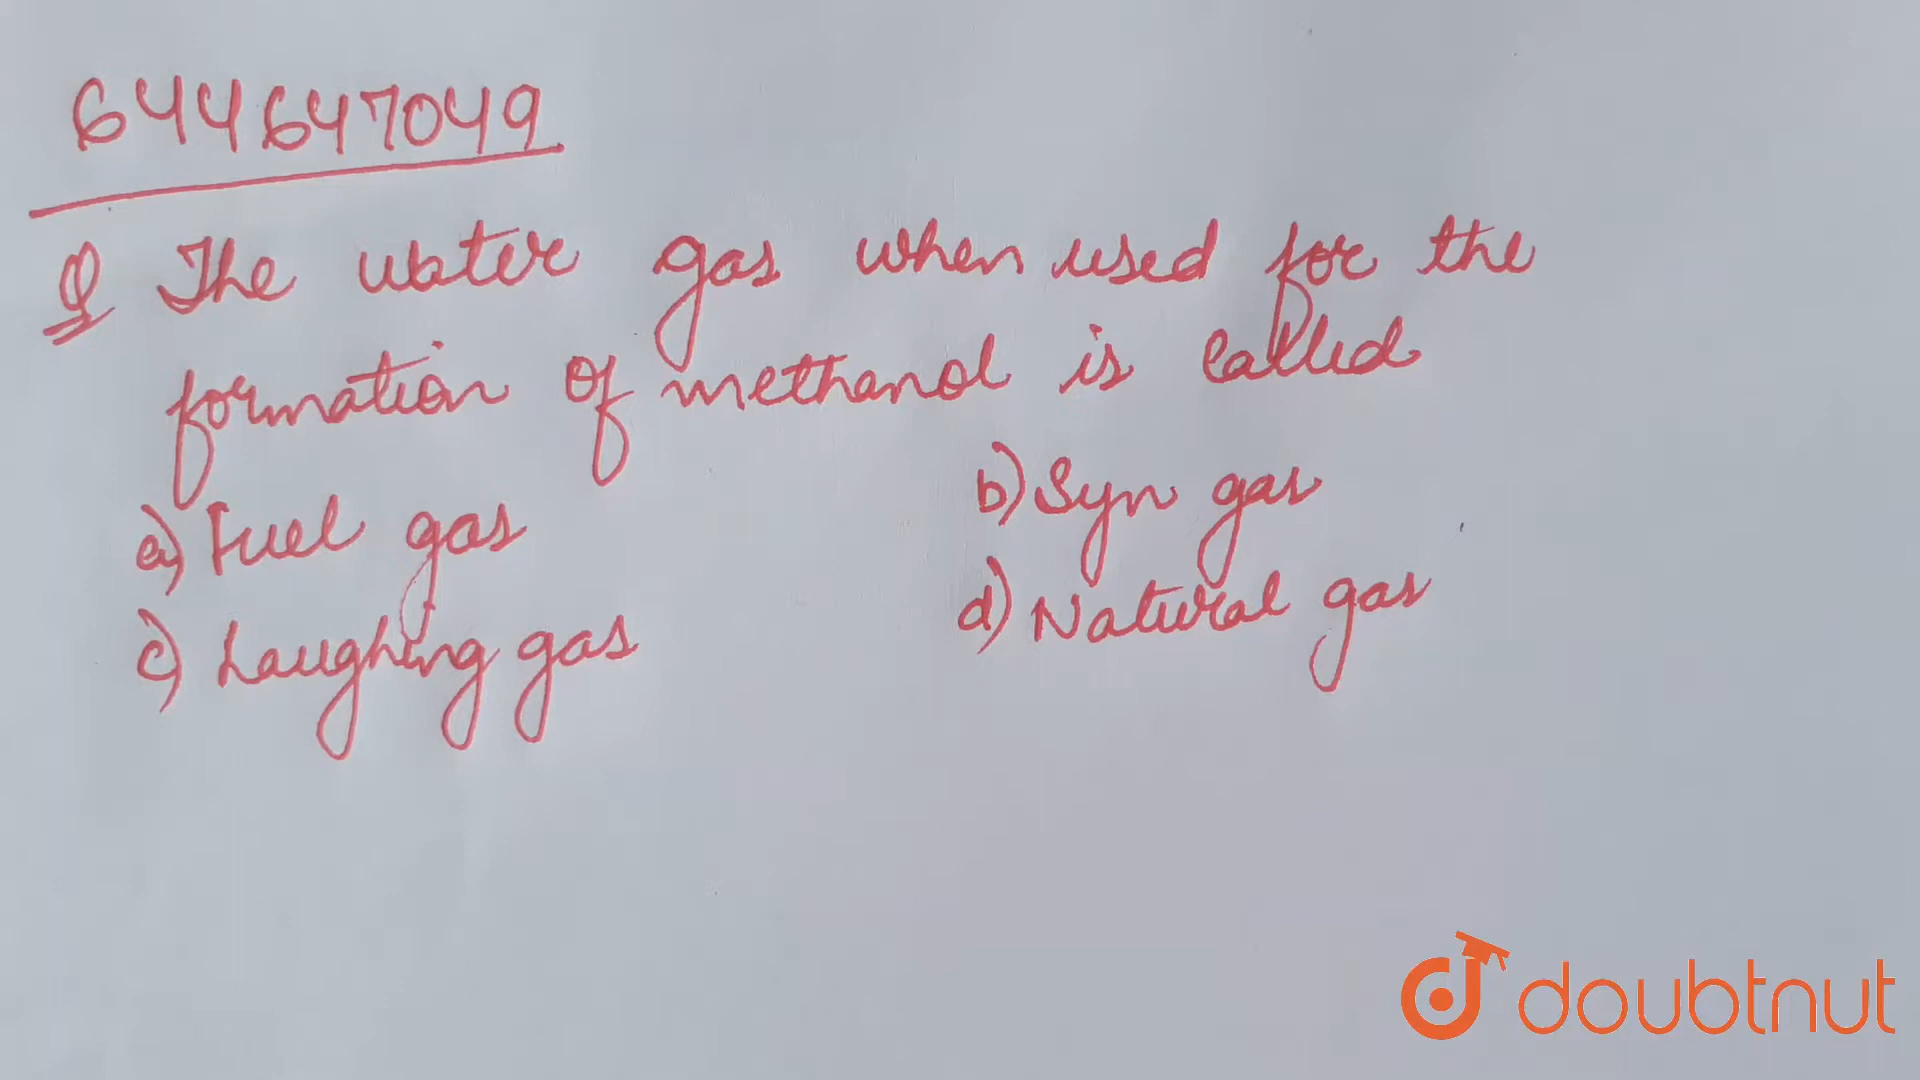 644647049
Q The water gas when used for the
formation of methanol is called
a) Fuel gas
b) Syn gas
c) Laughing gas
d) Natural gas
doubtnut